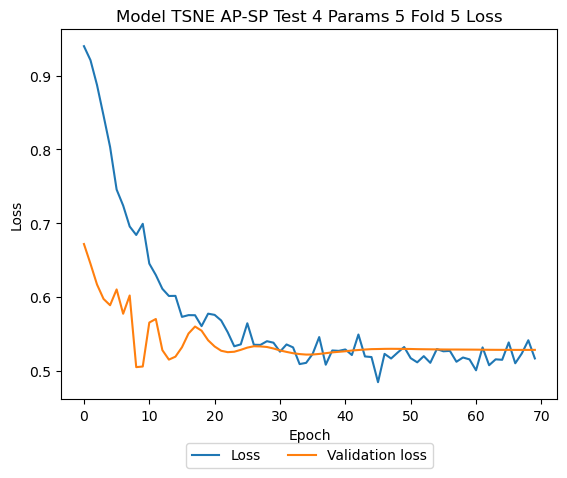 Model TSNE AP-SP Test 4 Params 5 Fold 5 Loss
Loss
0.9
0.8
0.7
0.6
0.5
0 10 20 30 40 50 60 70
Epoch
Loss Validation loss